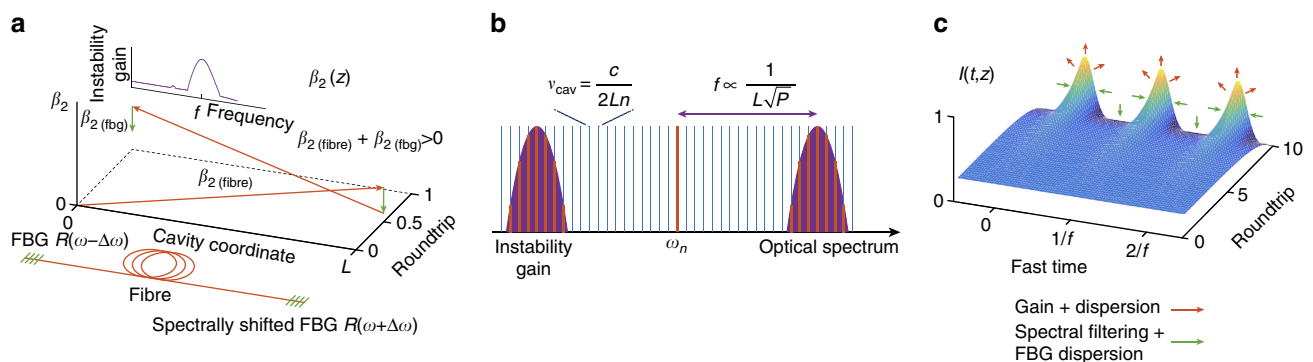 a
Instability
gain
f Frequency
β₂ (z)
β₂
β₂ (fbg)
β₂ (fibre) + β₂ (fbg)>0
β₂ (fibre)
0
0
Cavity coordinate
L
0
0.5
1
Roundtrip
FBG R(ω−Δω)
Fibre
Spectrally shifted FBG R(ω+Δω)
b
νcav = c / 2Ln
f ∝ 1 / L√P
Instability
gain
ωₙ
Optical spectrum
c
I(t,z)
1
0
0
1/f
2/f
Fast time
0
5
10
Roundtrip
Gain + dispersion
Spectral filtering +
FBG dispersion